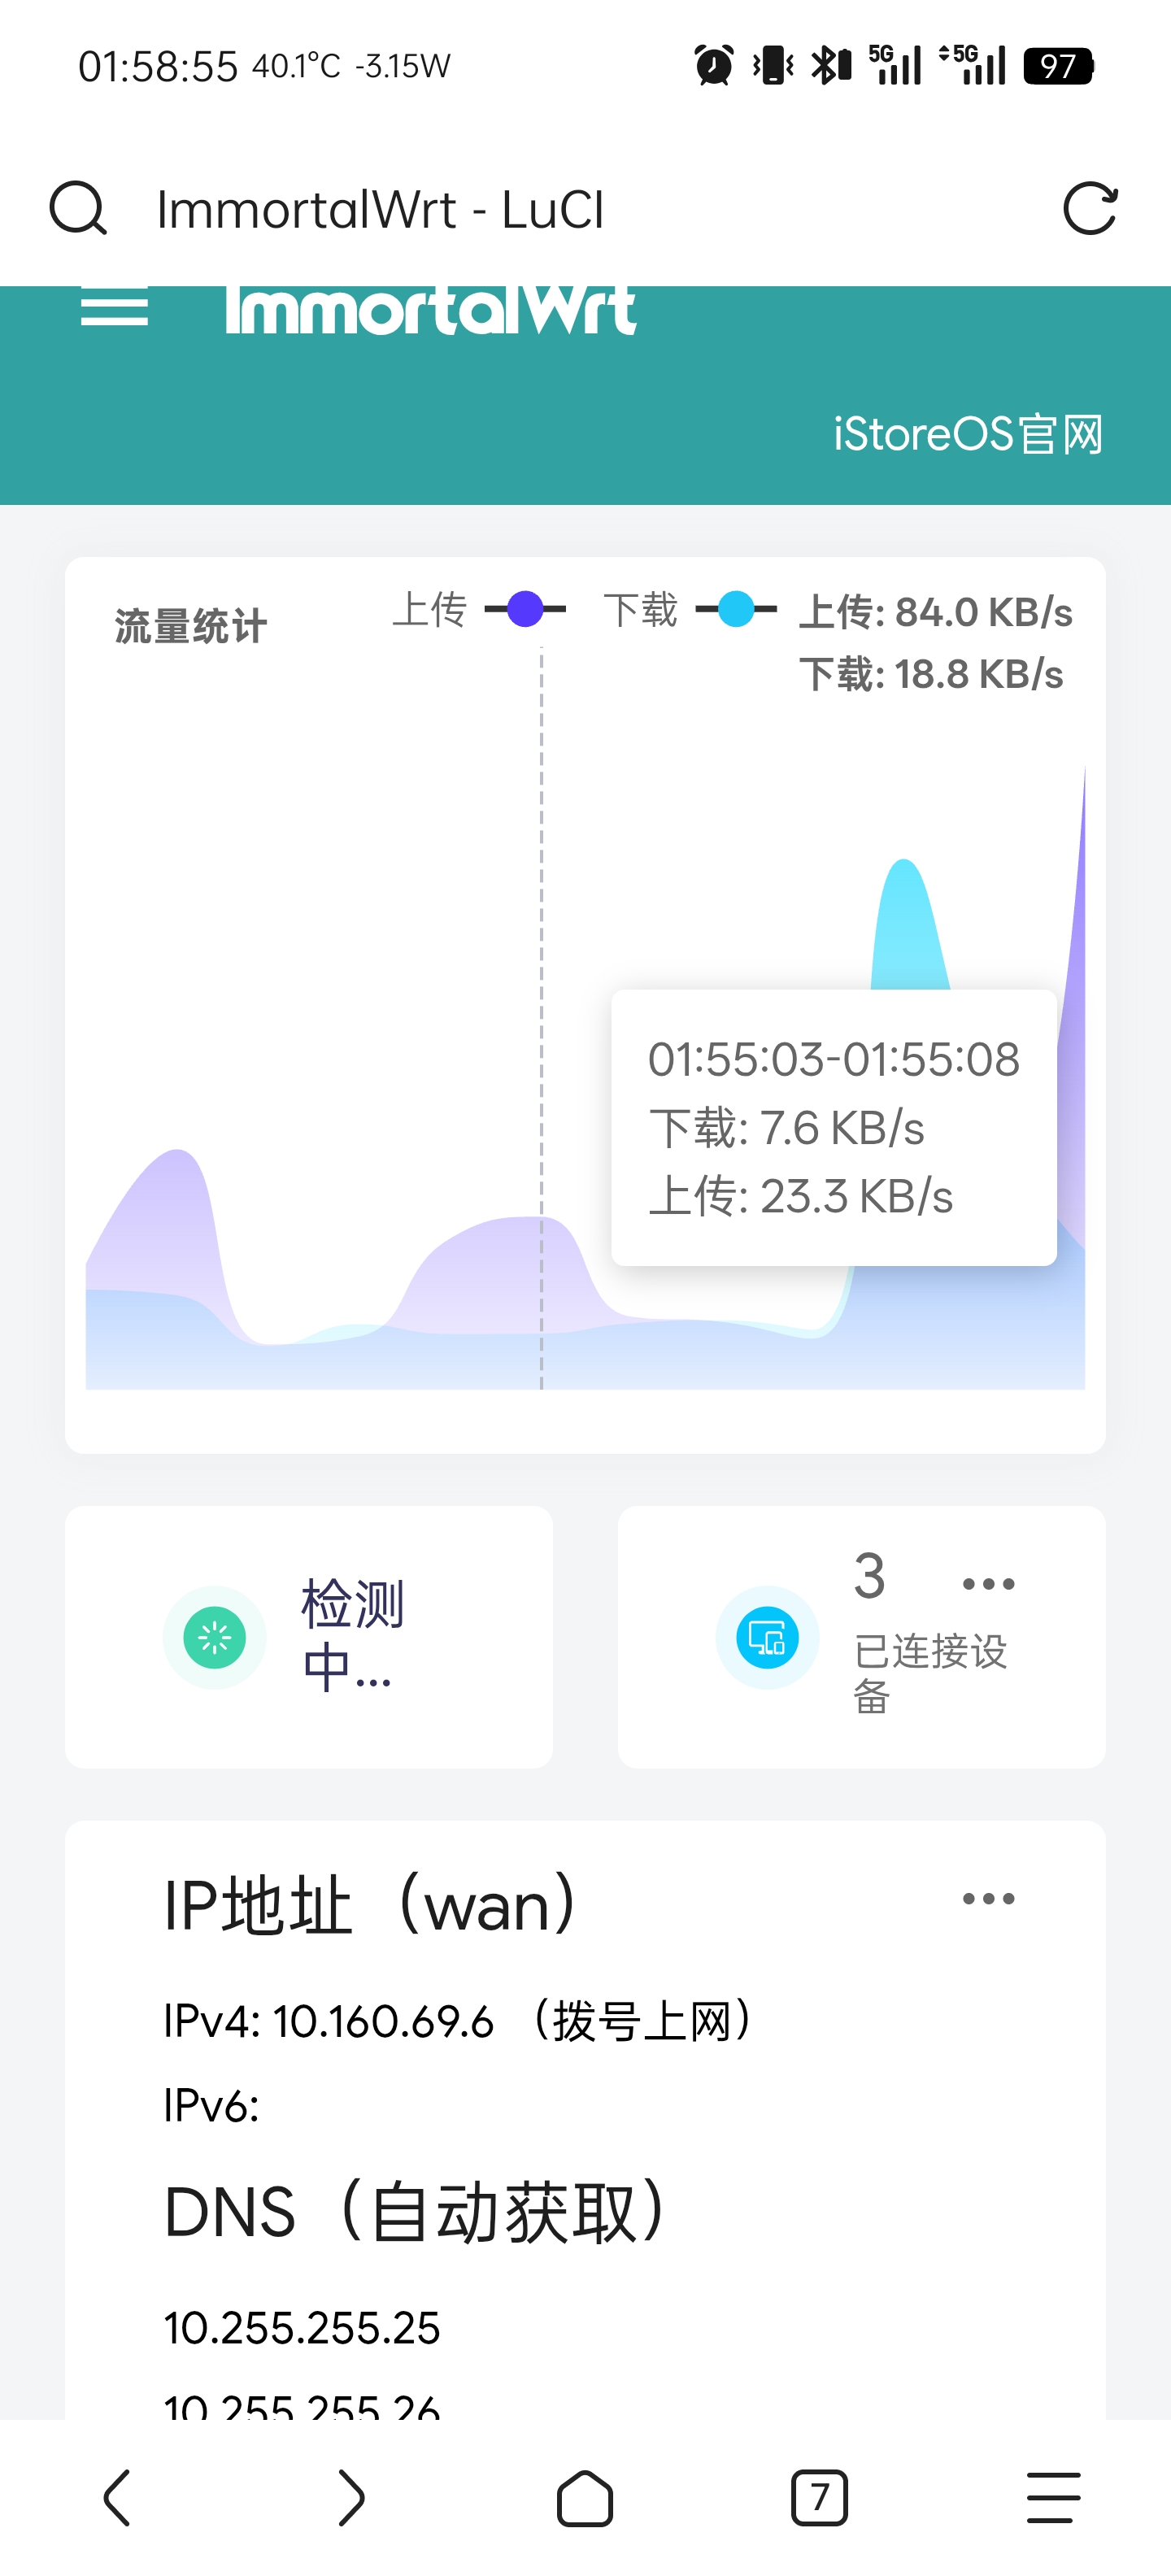 01:58:55 40.1°C -3.15W 5G 5G 97
ImmortalWrt - LuCI
ImmortalWrt
iStoreOS官网
流量统计 上传 下载 上传: 84.0 KB/s
下载: 18.8 KB/s
01:55:03-01:55:08
下载: 7.6 KB/s
上传: 23.3 KB/s
检测
中...
3
已连接设
备
IP地址（wan）
IPv4: 10.160.69.6 （拨号上网）
IPv6:
DNS（自动获取）
10.255.255.25
10.255.255.26
7